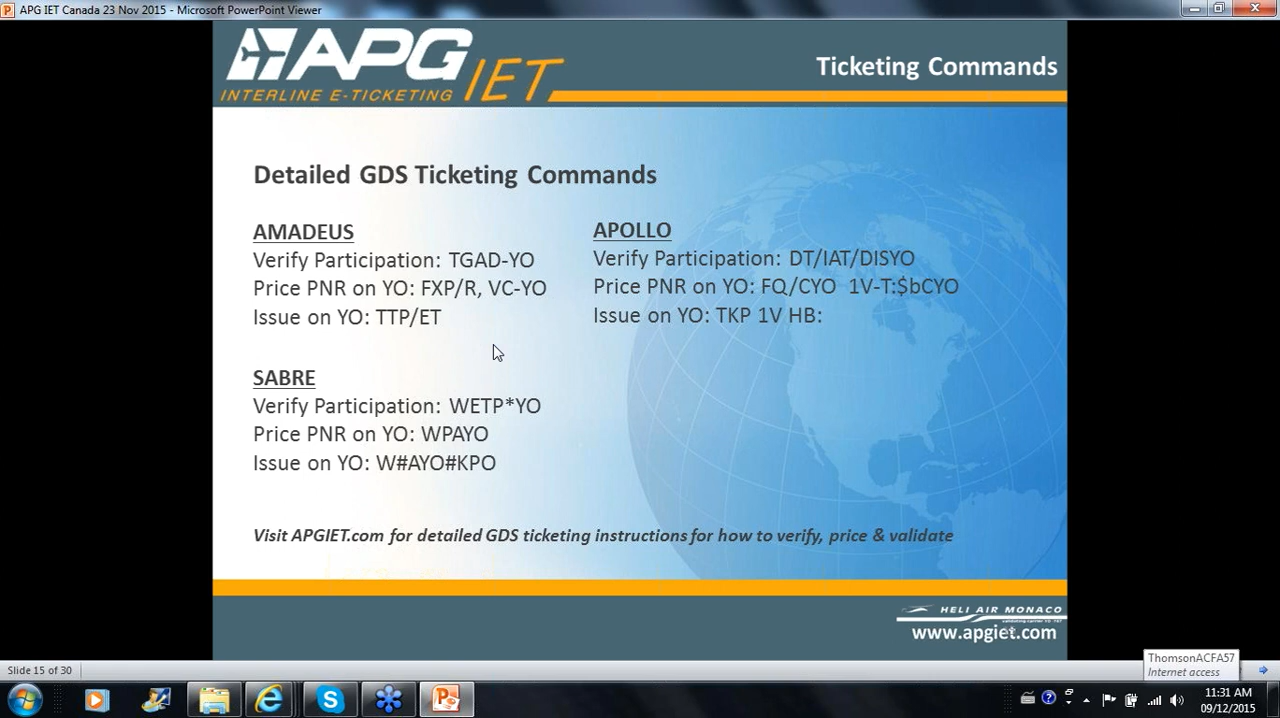 APG IET Canada 23 Nov 2015 - Microsoft PowerPoint Viewer
APG IET
INTERLINE E-TICKETING
Ticketing Commands
Detailed GDS Ticketing Commands
AMADEUS
Verify Participation: TGAD-YO
Price PNR on YO: FXP/R, VC-YO
Issue on YO: TTP/ET
APOLLO
Verify Participation: DT/IAT/DISYO
Price PNR on YO: FQ/CYO 1V-T:$bCYO
Issue on YO: TKP 1V HB:
SABRE
Verify Participation: WETP*YO
Price PNR on YO: WPAYO
Issue on YO: W#AYO#KPO
Visit APGIET.com for detailed GDS ticketing instructions for how to verify, price & validate
HELI AIR MONACO
www.apgiet.com
Slide 15 of 30
ThomsonACFA57
Internet access
11:31 AM
09/12/2015